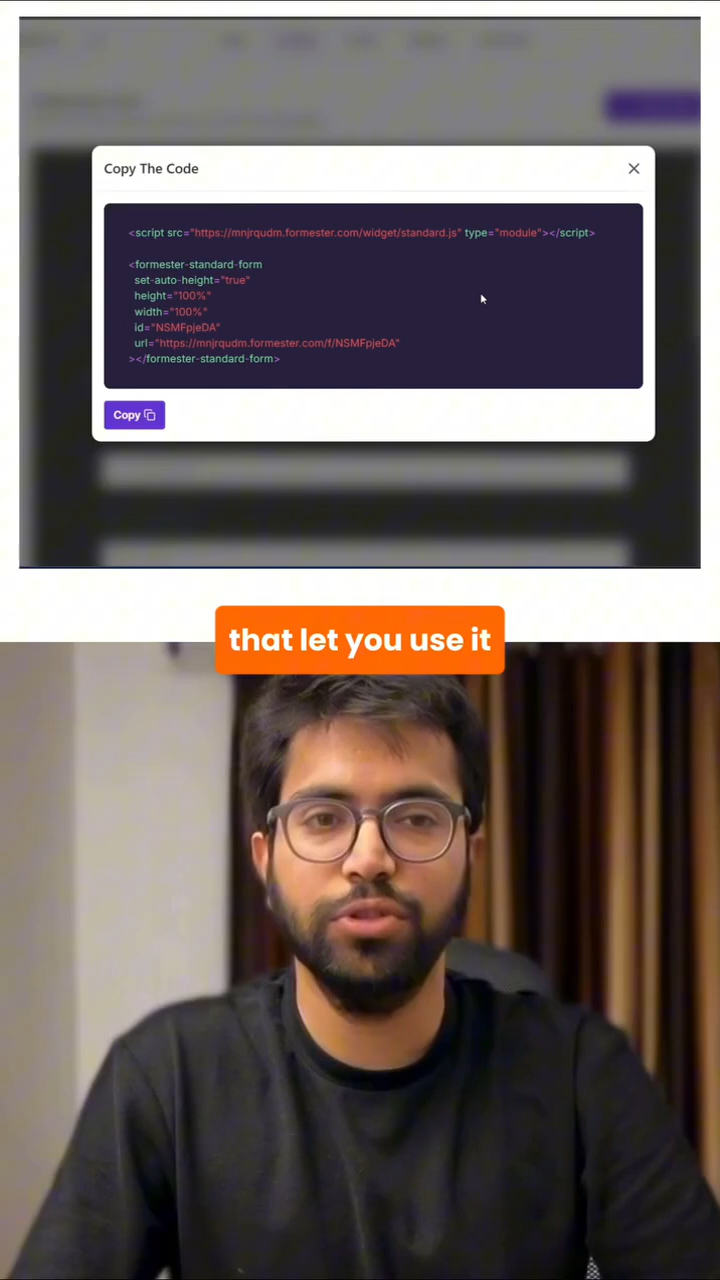 Copy The Code
<script src="https://mnjrqudm.formester.com/widget/standard.js" type="module"></script>
<formester-standard-form
set-auto-height="true"
height="100%"
width="100%"
id="NSMFpjeDA"
url="https://mnjrqudm.formester.com/f/NSMFpjeDA"
></formester-standard-form>
Copy
that let you use it